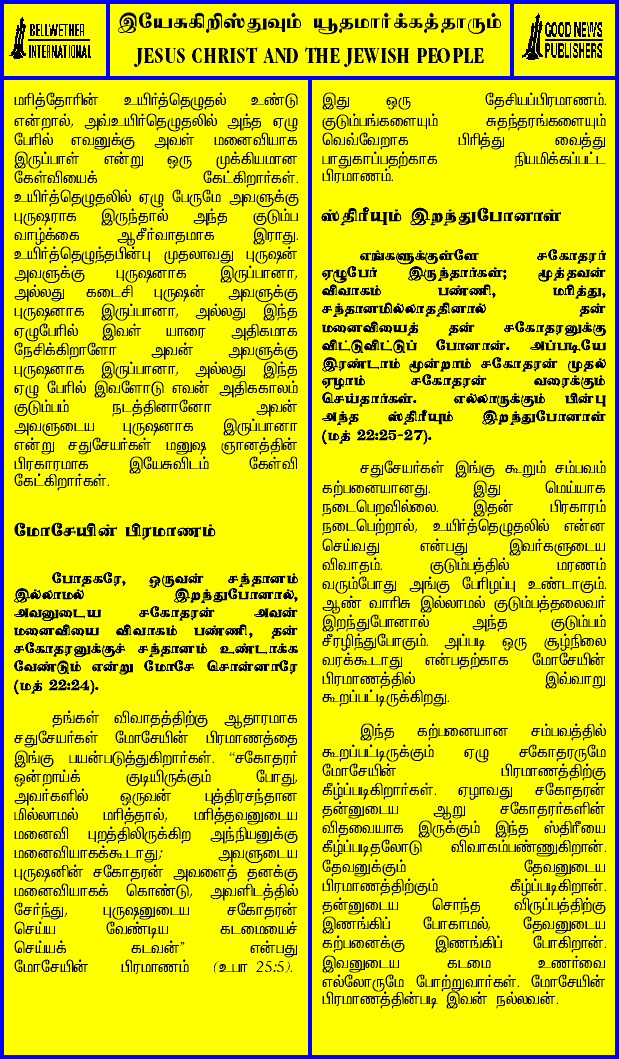 BELLWETHER
INTERNATIONAL
இயேசுகிறிஸ்துவும் யூதமார்க்கத்தாரும்
JESUS CHRIST AND THE JEWISH PEOPLE
GOOD NEWS
PUBLISHERS
மரித்தோரின் உயிர்த்தெழுதல் உண்டு
என்றால், அவ்உயிர்த்தெழுதலில் அந்த ஏழு
பேரில் எவனுக்கு அவள் மனைவியாக
இருப்பாள் என்று ஒரு முக்கியமான
கேள்வியைக் கேட்கிறார்கள்.
உயிர்த்தெழுதலில் ஏழு பேருமே அவளுக்கு
புருஷராக இருந்தால் அந்த குடும்ப
வாழ்க்கை ஆசீர்வாதமாக இராது.
உயிர்த்தெழுந்தபின்பு முதலாவது புருஷன்
அவளுக்கு புருஷனாக இருப்பானா,
அல்லது கடைசி புருஷன் அவளுக்கு
புருஷனாக இருப்பானா, அல்லது இந்த
ஏழுபேரில் இவள் யாரை அதிகமாக
நேசிக்கிறாளோ அவன் அவளுக்கு
புருஷனாக இருப்பானா, அல்லது இந்த
ஏழு பேரில் இவளோடு எவன் அதிககாலம்
குடும்பம் நடத்தினானோ அவன்
அவளுடைய புருஷனாக இருப்பானா
என்று சதுசேயர்கள் மனுஷ ஞானத்தின்
பிரகாரமாக இயேசுவிடம் கேள்வி
கேட்கிறார்கள்.
மோசேயின் பிரமாணம்
போதகரே, ஒருவன் சந்தானம்
இல்லாமல் இறந்துபோனால்,
அவனுடைய சகோதரன் அவன்
மனைவியை விவாகம் பண்ணி, தன்
சகோதரனுக்குச் சந்தானம் உண்டாக்க
வேண்டும் என்று மோசே சொன்னாரே
(மத் 22:24).
தங்கள் விவாதத்திற்கு ஆதாரமாக
சதுசேயர்கள் மோசேயின் பிரமாணத்தை
இங்கு பயன்படுத்துகிறார்கள். “சகோதரர்
ஒன்றாய்க் குடியிருக்கும் போது,
அவர்களில் ஒருவன் புத்திரசந்தான
மில்லாமல் மரித்தால், மரித்தவனுடைய
மனைவி புறத்திலிருக்கிற அந்நியனுக்கு
மனைவியாகக்கூடாது; அவளுடைய
புருஷனின் சகோதரன் அவளைத் தனக்கு
மனைவியாகக் கொண்டு, அவளிடத்தில்
சேர்ந்து, புருஷனுடைய சகோதரன்
செய்ய வேண்டிய கடமையைச்
செய்யக் கடவன்” என்பது
மோசேயின் பிரமாணம் (உபா 25:5).
இது ஒரு தேசியப்பிரமாணம்.
குடும்பங்களையும் சுதந்தரங்களையும்
வெவ்வேறாக பிரித்து வைத்து
பாதுகாப்பதற்காக நியமிக்கப்பட்ட
பிரமாணம்.
ஸ்திரீயும் இறந்துபோனாள்
எங்களுக்குள்ளே சகோதரர்
ஏழுபேர் இருந்தார்கள்; மூத்தவன்
விவாகம் பண்ணி, மரித்து,
சந்தானமில்லாததினால் தன்
மனைவியைத் தன் சகோதரனுக்கு
விட்டுவிட்டுப் போனான். அப்படியே
இரண்டாம் மூன்றாம் சகோதரன் முதல்
ஏழாம் சகோதரன் வரைக்கும்
செய்தார்கள். எல்லாருக்கும் பின்பு
அந்த ஸ்திரீயும் இறந்துபோனாள்
(மத் 22:25-27).
சதுசேயர்கள் இங்கு கூறும் சம்பவம்
கற்பனையானது. இது மெய்யாக
நடைபெறவில்லை. இதன் பிரகாரம்
நடைபெற்றால், உயிர்த்தெழுதலில் என்ன
செய்வது என்பது இவர்களுடைய
விவாதம். குடும்பத்தில் மரணம்
வரும்போது அங்கு பேரிழப்பு உண்டாகும்.
ஆண் வாரிசு இல்லாமல் குடும்பத்தலைவர்
இறந்துபோனால் அந்த குடும்பம்
சீரழிந்துபோகும். அப்படி ஒரு சூழ்நிலை
வரக்கூடாது என்பதற்காக மோசேயின்
பிரமாணத்தில் இவ்வாறு
கூறப்பட்டிருக்கிறது.
இந்த கற்பனையான சம்பவத்தில்
கூறப்பட்டிருக்கும் ஏழு சகோதரருமே
மோசேயின் பிரமாணத்திற்கு
கீழ்ப்படிகிறார்கள். ஏழாவது சகோதரன்
தன்னுடைய ஆறு சகோதரர்களின்
விதவையாக இருக்கும் இந்த ஸ்திரீயை
கீழ்ப்படிதலோடு விவாகம்பண்ணுகிறான்.
தேவனுக்கும் தேவனுடைய
பிரமாணத்திற்கும் கீழ்ப்படிகிறான்.
தன்னுடைய சொந்த விருப்பத்திற்கு
இணங்கிப் போகாமல், தேவனுடைய
கற்பனைக்கு இணங்கிப் போகிறான்.
இவனுடைய கடமை உணர்வை
எல்லோருமே போற்றுவார்கள். மோசேயின்
பிரமாணத்தின்படி இவன் நல்லவன்.